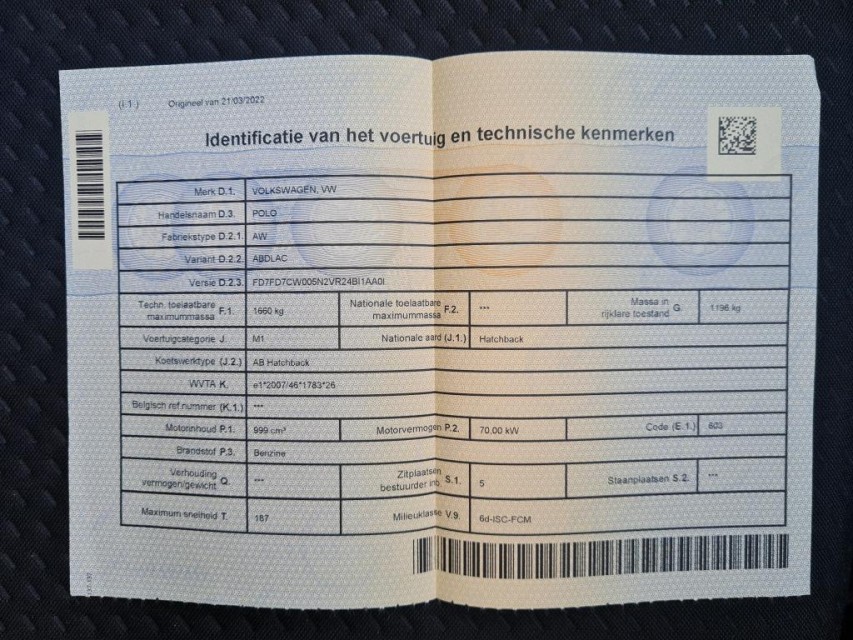 (i.1.) Origineel van 21/03/2022
Identificatie van het voertuig en technische kenmerken
Merk D.1. VOLKSWAGEN, VW
Handelsnaam D.3. POLO
Fabriekstype D.2.1. AW
Variant D.2.2. ABDLAC
Versie D.2.3. FD7FD7CW005N2VR24BI1AA0I
Techn. toelaatbare maximummassa F.1. 1660 kg Nationale toelaatbare maximummassa F.2. --- Massa in rijklare toestand G. 1196 kg
Voertuigcategorie J. M1 Nationale aard (J.1.) Hatchback
Koetswerktype (J.2.) AB Hatchback
WVTA K. e1*2007/46*1783*26
Belgisch ref.nummer (K.1.) ---
Motorinhoud P.1. 999 cm³ Motorvermogen P.2. 70,00 kW Code (E.1.) 603
Brandstof P.3. Benzine
Verhouding vermogen/gewicht Q. --- Zitplaatsen bestuurder inb. S.1. 5 Staanplaatsen S.2. ---
Maximum snelheid T. 187 Milieuklasse V.9. 6d-ISC-FCM